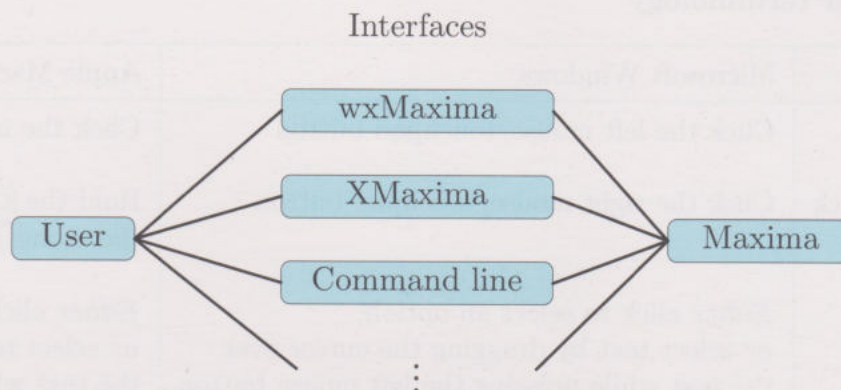 Interfaces
wxMaxima
XMaxima
User
Maxima
Command line
⋮